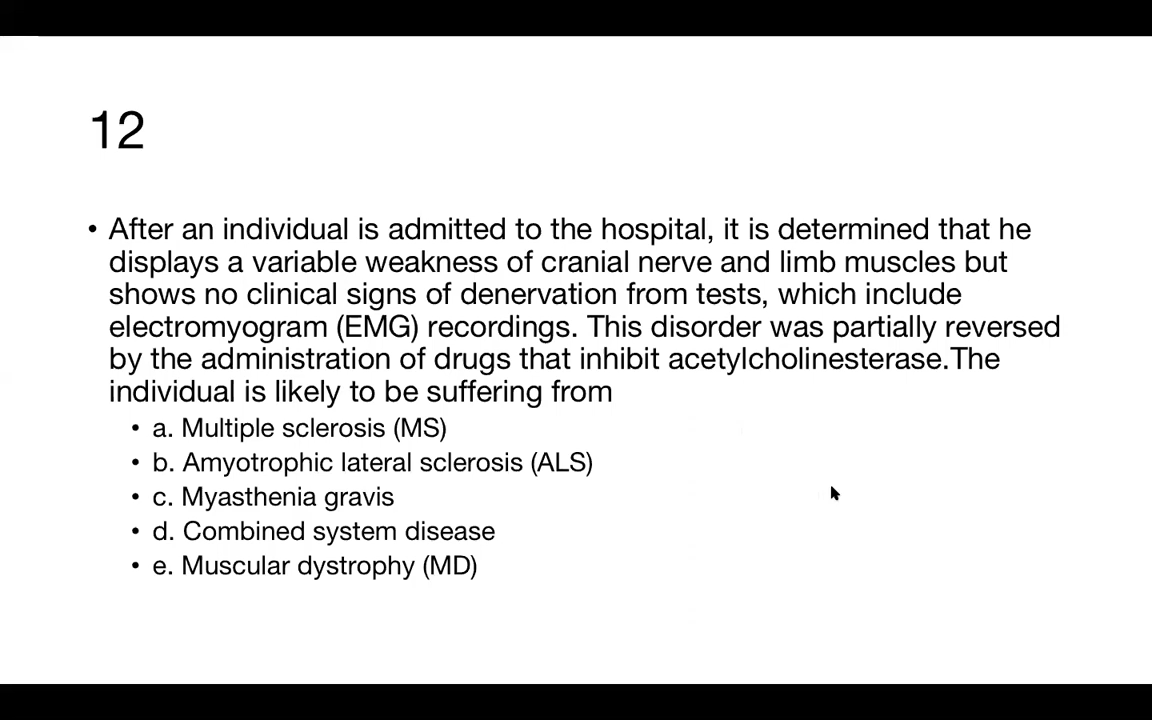 12
• After an individual is admitted to the hospital, it is determined that he
displays a variable weakness of cranial nerve and limb muscles but
shows no clinical signs of denervation from tests, which include
electromyogram (EMG) recordings. This disorder was partially reversed
by the administration of drugs that inhibit acetylcholinesterase.The
individual is likely to be suffering from
• a. Multiple sclerosis (MS)
• b. Amyotrophic lateral sclerosis (ALS)
• c. Myasthenia gravis
• d. Combined system disease
• e. Muscular dystrophy (MD)